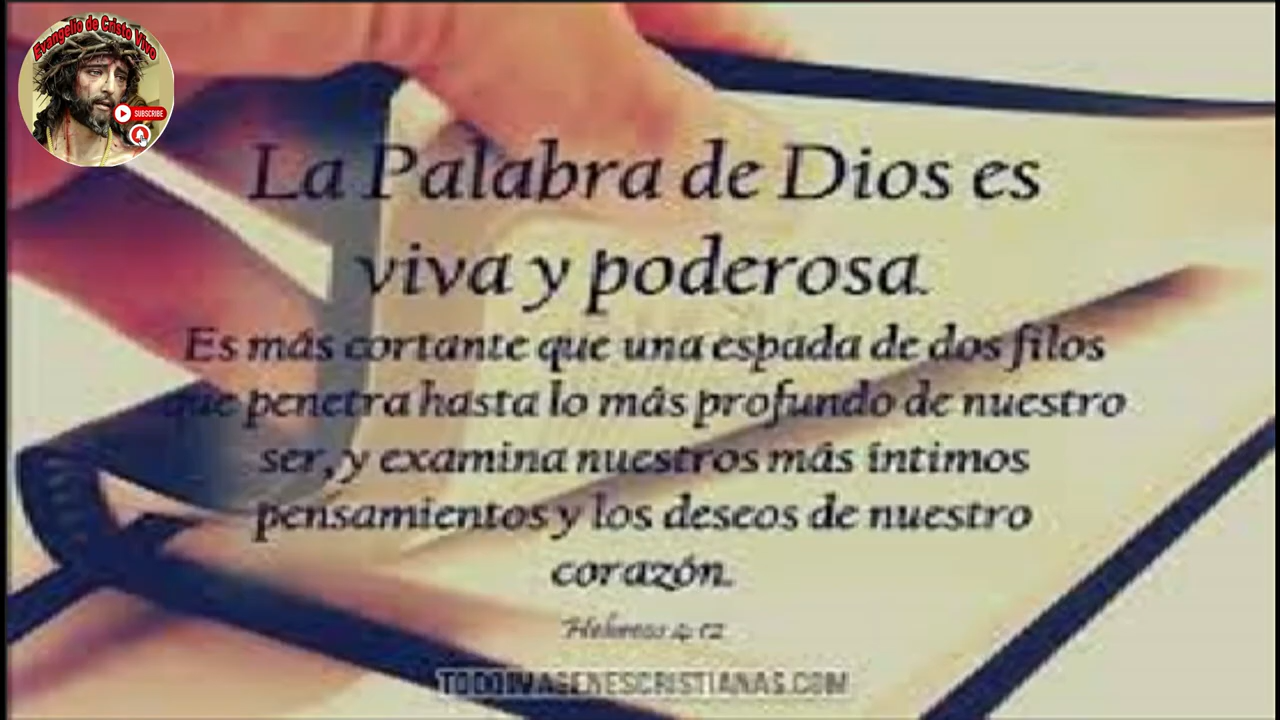 Evangelio de Cristo Vivo
SUBSCRIBE
La Palabra de Dios es
viva y poderosa.
Es más cortante que una espada de dos filos
que penetra hasta lo más profundo de nuestro
ser, y examina nuestros más íntimos
pensamientos y los deseos de nuestro
corazón.
Hebreos 4:12
TODOIMAGENESCRISTIANAS.COM